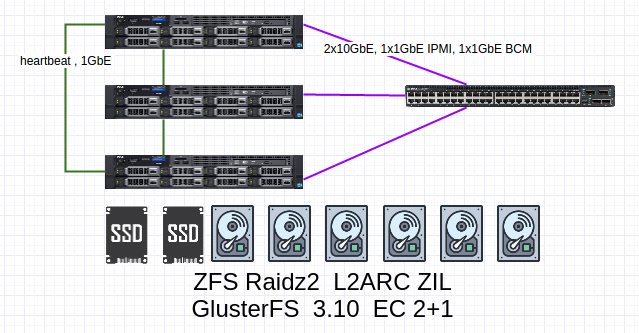 2x10GbE, 1x1GbE IPMI, 1x1GbE BCM
heartbeat , 1GbE
SSD
SSD
ZFS Raidz2 L2ARC ZIL
GlusterFS 3.10 EC 2+1